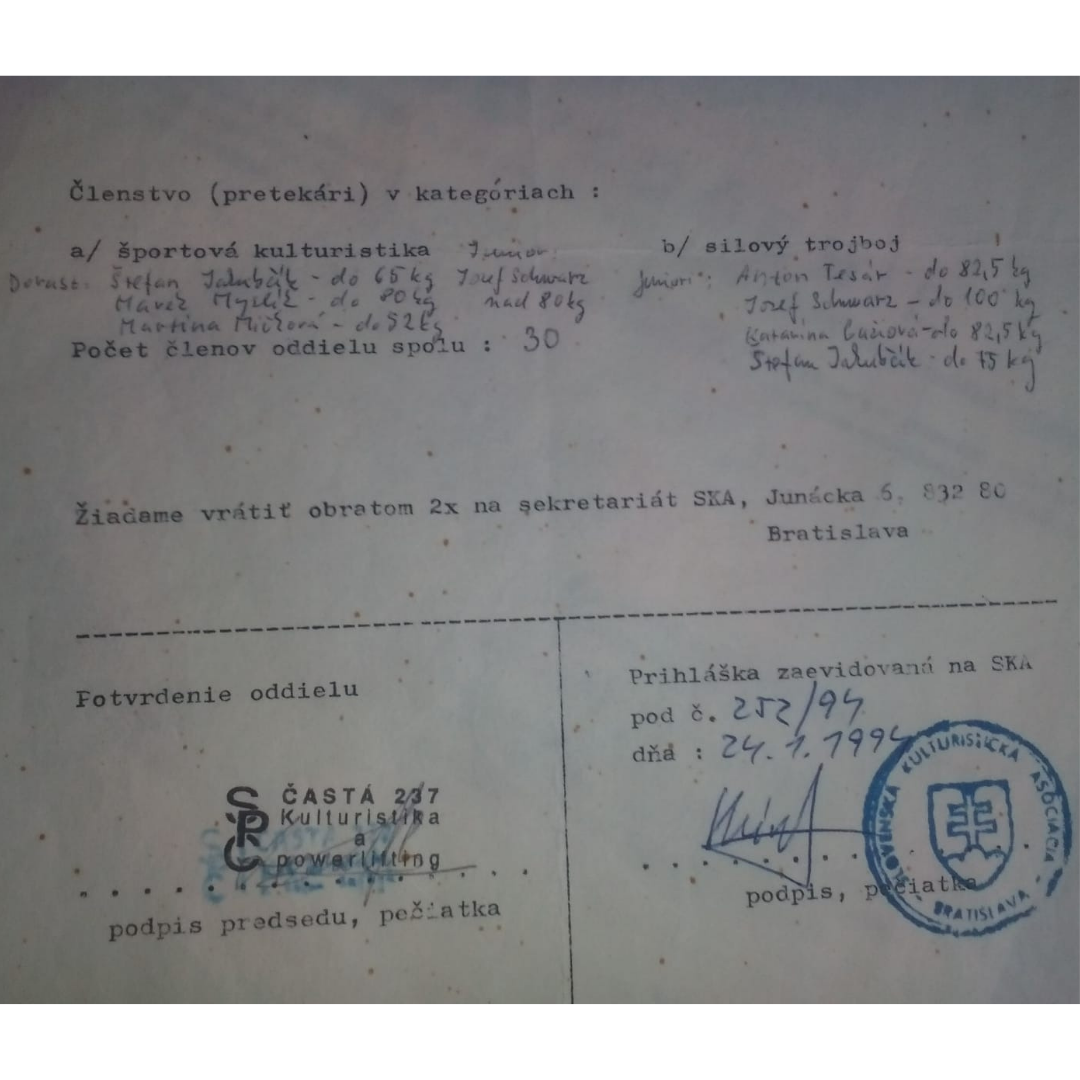 Členstvo (pretekári) v kategóriach :
a/ športová kulturistika Junior.
Dorast. Štefan Jakubčík - do 65 kg Josef Schwarz
Marek - do 80 kg nad 80 kg
Martina Mičková - do 52 kg
b/ silový trojboj
juniori: Anton Tesár - do 82,5 kg
Jozef Schwarz - do 100 kg
Katarína - do 82,5 kg
Štefan Jakubčík - do 75 kg
Počet členov oddielu spolu : 30
Žiadame vrátiť obratom 2x na sekretariát SKA, Junácka 6, 832 80
Bratislava
Potvrdenie oddielu
ČASTÁ 237
Kulturistika
a
powerlifting
podpis predsedu, pečiatka
Prihláška zaevidovaná na SKA
pod č. 252/94
dňa : 24.1.1994
podpis, pečiatka
SLOVENSKÁ KULTURISTICKÁ ASOCIÁCIA - BRATISLAVA -